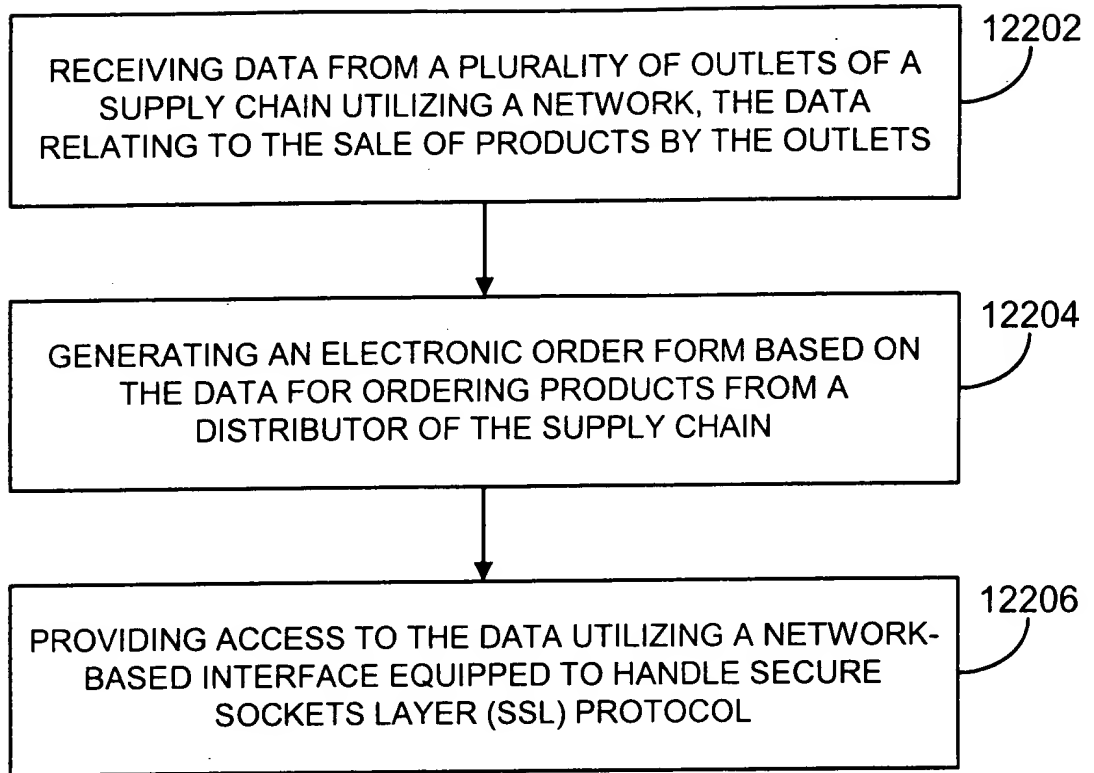 12202
RECEIVING DATA FROM A PLURALITY OF OUTLETS OF A
SUPPLY CHAIN UTILIZING A NETWORK, THE DATA
RELATING TO THE SALE OF PRODUCTS BY THE OUTLETS
12204
GENERATING AN ELECTRONIC ORDER FORM BASED ON
THE DATA FOR ORDERING PRODUCTS FROM A
DISTRIBUTOR OF THE SUPPLY CHAIN
12206
PROVIDING ACCESS TO THE DATA UTILIZING A NETWORK-
BASED INTERFACE EQUIPPED TO HANDLE SECURE
SOCKETS LAYER (SSL) PROTOCOL